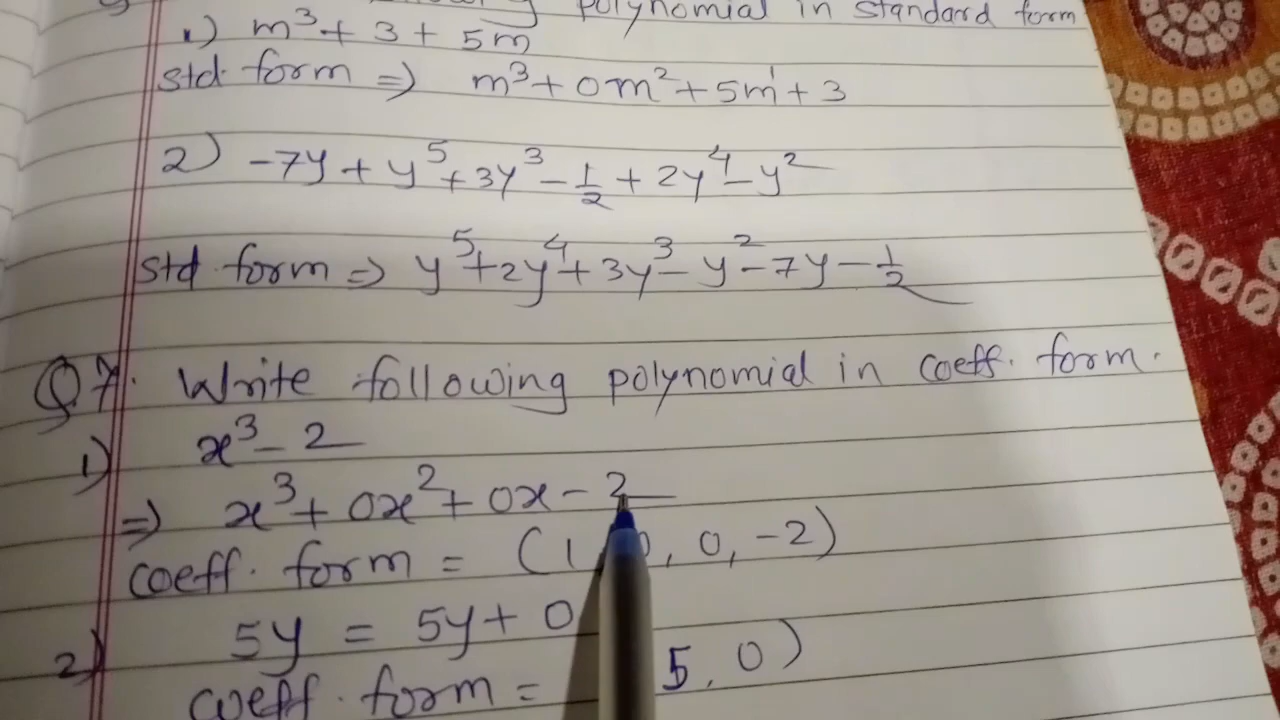 polynomial in standard form
1) m³ + 3 + 5m
Std. form ⇒ m³ + 0m² + 5m¹ + 3
2) -7y + y⁵ + 3y³ - 1/2 + 2y⁴ - y²
Std. form ⇒ y⁵ + 2y⁴ + 3y³ - y² - 7y - 1/2
Q7. Write following polynomial in coeff. form.
1) x³ - 2
⇒ x³ + 0x² + 0x - 2
coeff. form = (1, 0, 0, -2)
2) 5y = 5y + 0
coeff. form = 5, 0)